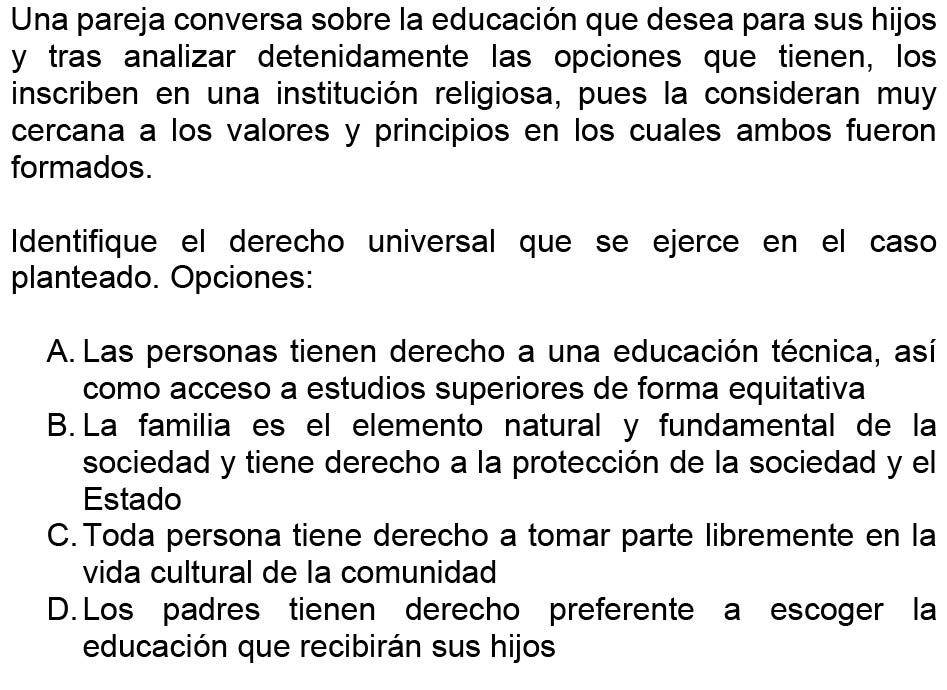 Una pareja conversa sobre la educación que desea para sus hijos
y tras analizar detenidamente las opciones que tienen, los
inscriben en una institución religiosa, pues la consideran muy
cercana a los valores y principios en los cuales ambos fueron
formados.
Identifique el derecho universal que se ejerce en el caso
planteado. Opciones:
A. Las personas tienen derecho a una educación técnica, así
como acceso a estudios superiores de forma equitativa
B. La familia es el elemento natural y fundamental de la
sociedad y tiene derecho a la protección de la sociedad y el
Estado
C. Toda persona tiene derecho a tomar parte libremente en la
vida cultural de la comunidad
D. Los padres tienen derecho preferente a escoger la
educación que recibirán sus hijos